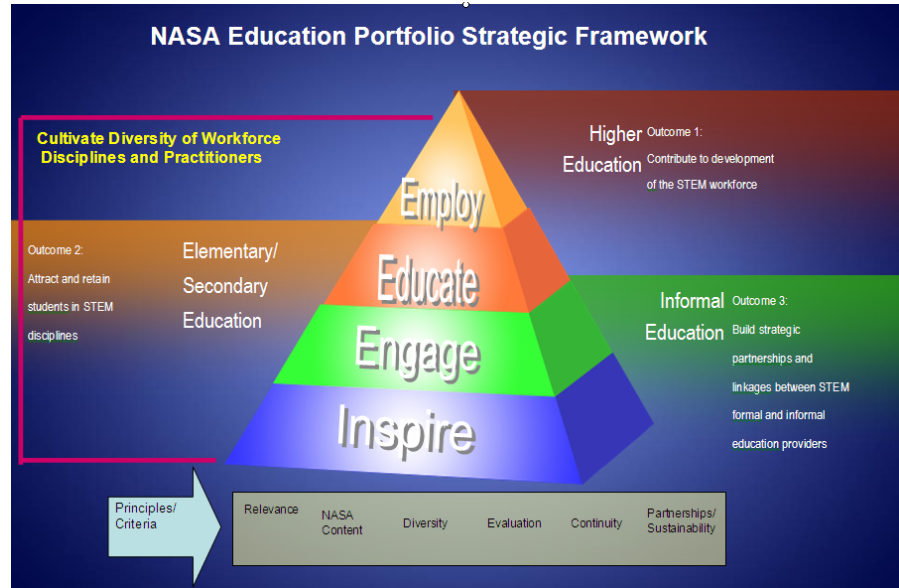 NASA Education Portfolio Strategic Framework
Cultivate Diversity of Workforce
Disciplines and Practitioners
Higher
Education
Outcome 1:
Contribute to development
of the STEM workforce
Employ
Outcome 2:
Attract and retain
students in STEM
disciplines
Elementary/
Secondary
Education
Educate
Informal
Education
Outcome 3:
Build strategic
partnerships and
linkages between STEM
formal and informal
education providers
Engage
Inspire
Principles/
Criteria
Relevance
NASA
Content
Diversity
Evaluation
Continuity
Partnerships/
Sustainability